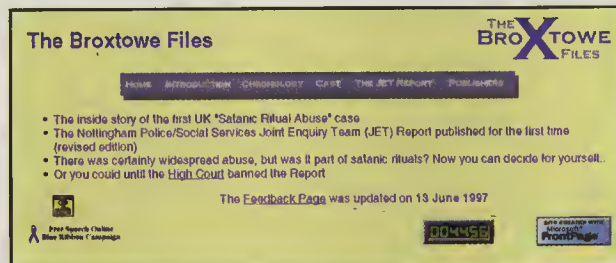 The Broxtowe Files
THE
BROXTOWE
FILES
HOME INTRODUCTION CHRONOLOGY CAST THE JET REPORT PUBLISHERS
• The inside story of the first UK "Satanic Ritual Abuse" case
• The Nottingham Police/Social Services Joint Enquiry Team (JET) Report published for the first time
(revised edition)
• There was certainly widespread abuse, but was it part of satanic rituals? Now you can decide for yourself..
• Or you could until the High Court banned the Report
The Feedback Page was updated on 13 June 1997
Free Speech Online
Blue Ribbon Campaign
004456
SITE CREATED WITH
Microsoft
FrontPage